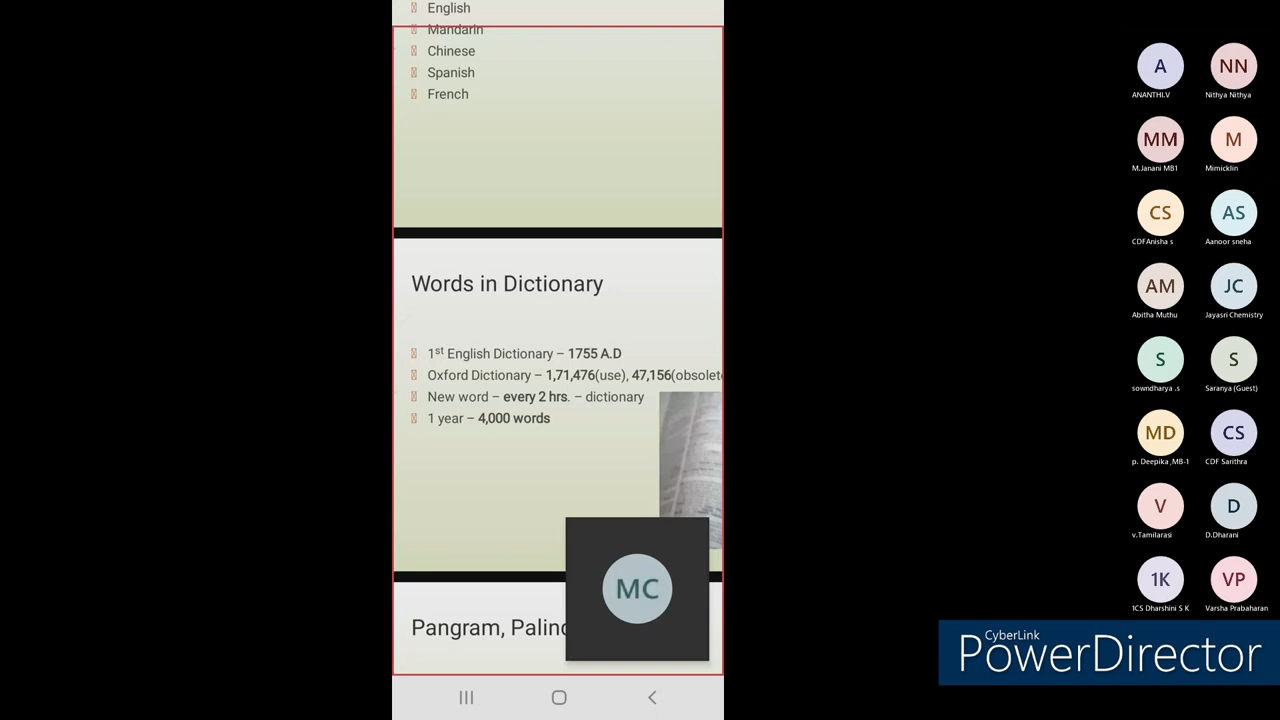 English
Mandarin
Chinese
Spanish
French
Words in Dictionary
1st English Dictionary – 1755 A.D
Oxford Dictionary – 1,71,476(use), 47,156(obsolete
New word – every 2 hrs. – dictionary
1 year – 4,000 words
Pangram,
MC
A
ANANTHI.V
NN
Nithya Nithya
MM
M.Janani MB1
M
Mimicklin
CS
CDFAnisha s
AS
Aanoor sneha
AM
Abitha Muthu
JC
Jayasri Chemistry
S
sowndharya .s
S
Saranya (Guest)
MD
p. Deepika ,MB-1
CS
CDF Sarithra
V
v.Tamilarasi
D
D.Dharani
1K
1CS Dharshini S K
VP
Varsha Prabaharan
CyberLink
PowerDirector